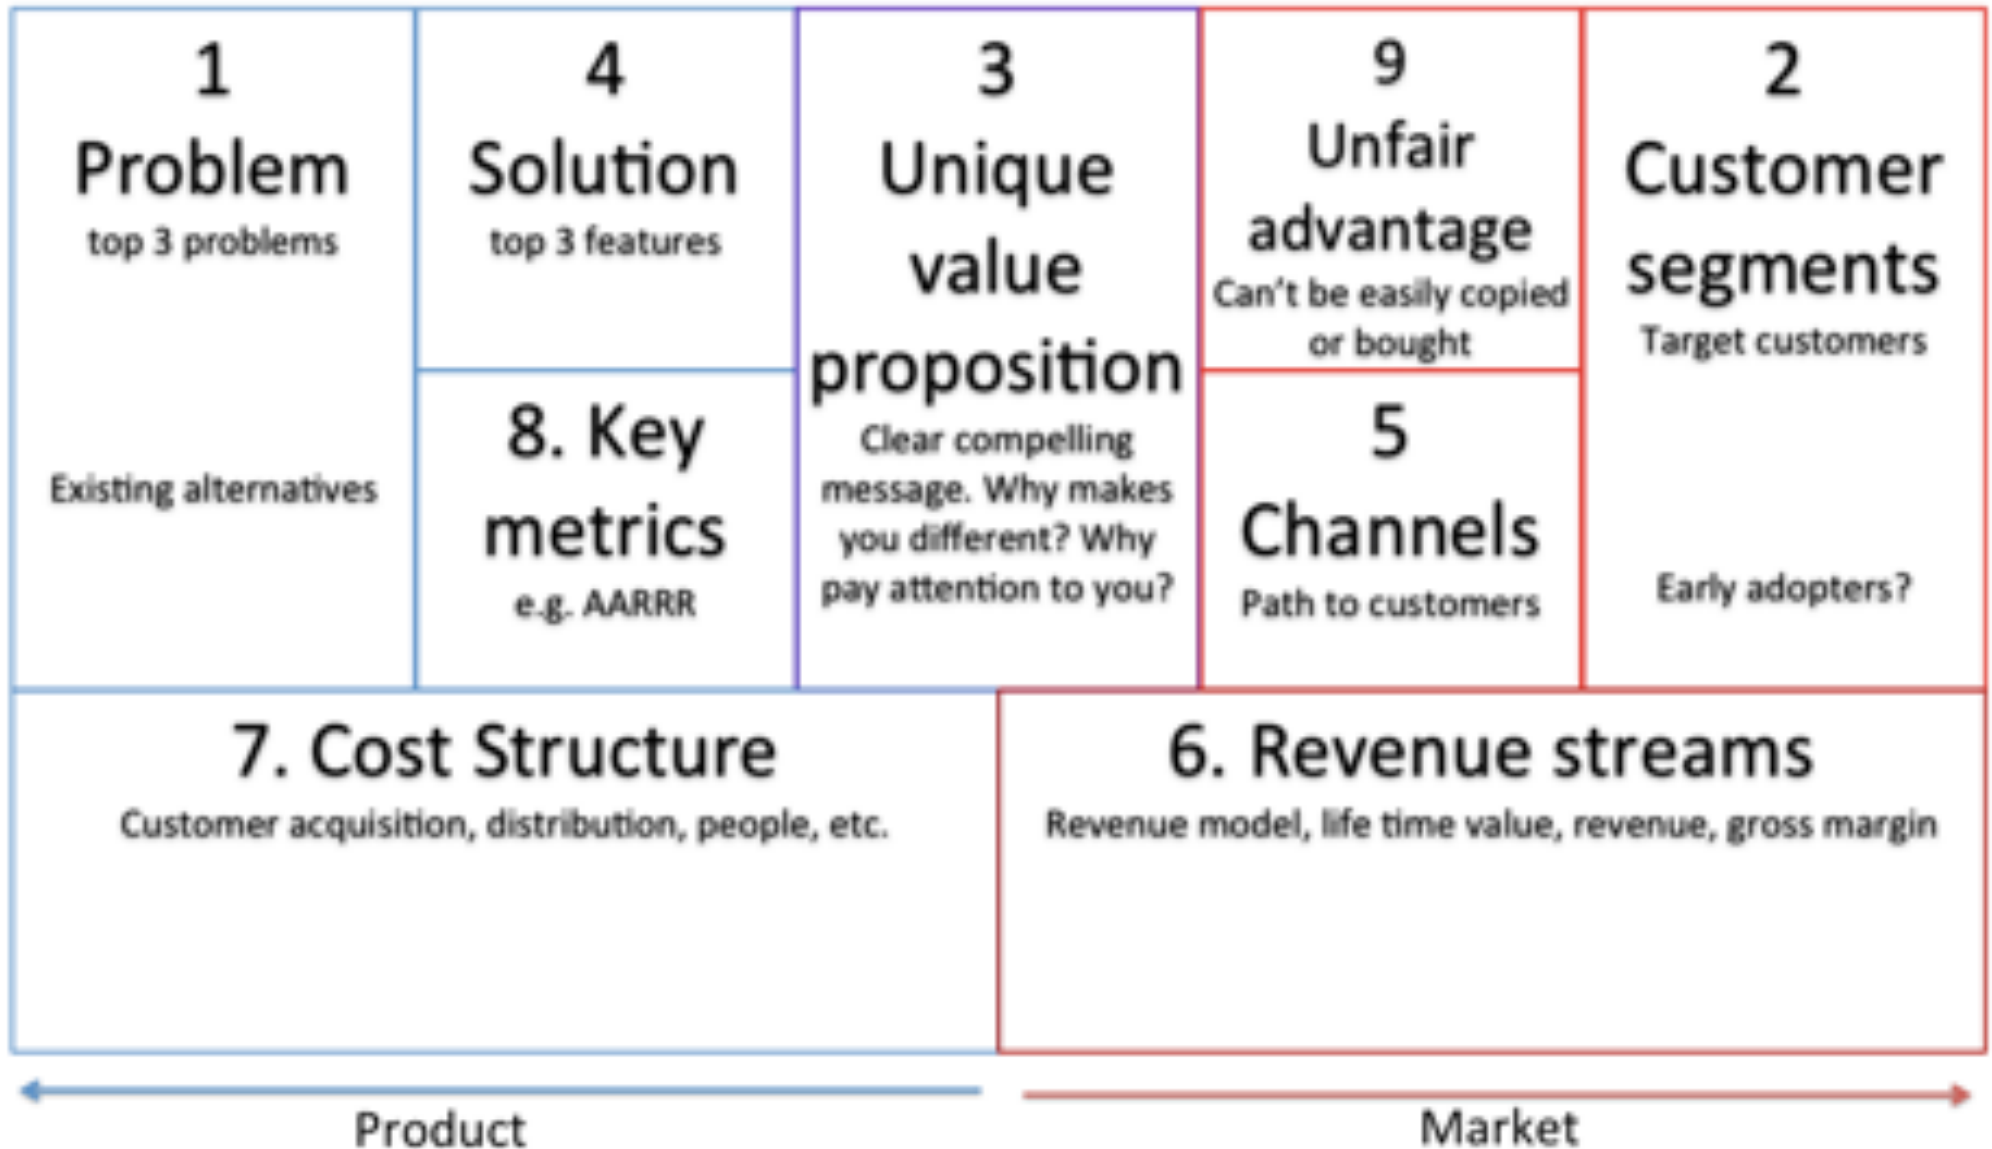 1
Problem
top 3 problems
Existing alternatives
4
Solution
top 3 features
8. Key
metrics
e.g. AARRR
3
Unique
value
proposition
Clear compelling
message. Why makes
you different? Why
pay attention to you?
9
Unfair
advantage
Can't be easily copied
or bought
5
Channels
Path to customers
2
Customer
segments
Target customers
Early adopters?
7. Cost Structure
Customer acquisition, distribution, people, etc.
6. Revenue streams
Revenue model, life time value, revenue, gross margin
Product
Market